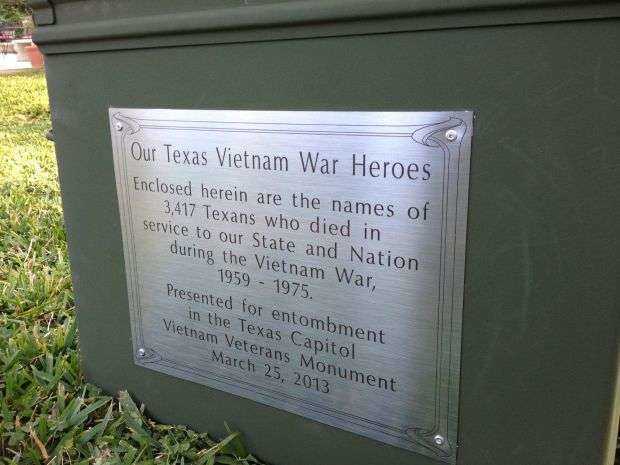 Our Texas Vietnam War Heroes
Enclosed herein are the names of
3,417 Texans who died in
service to our State and Nation
during the Vietnam War,
1959 - 1975.
Presented for entombment
in the Texas Capitol
Vietnam Veterans Monument
March 25, 2013